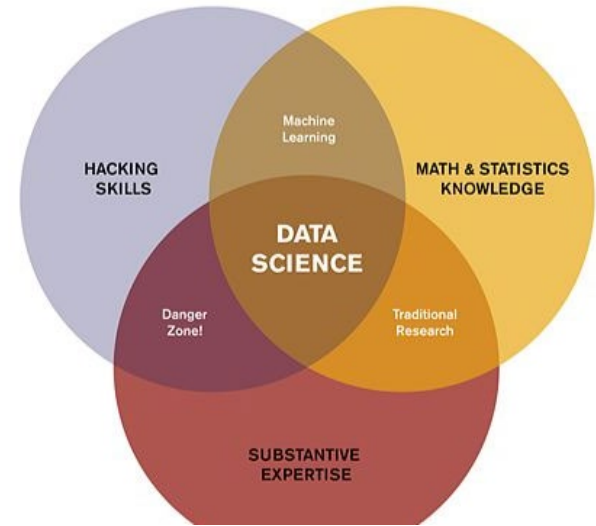 Machine
Learning
HACKING
SKILLS
MATH & STATISTICS
KNOWLEDGE
DATA
SCIENCE
Danger
Zone!
Traditional
Research
SUBSTANTIVE
EXPERTISE